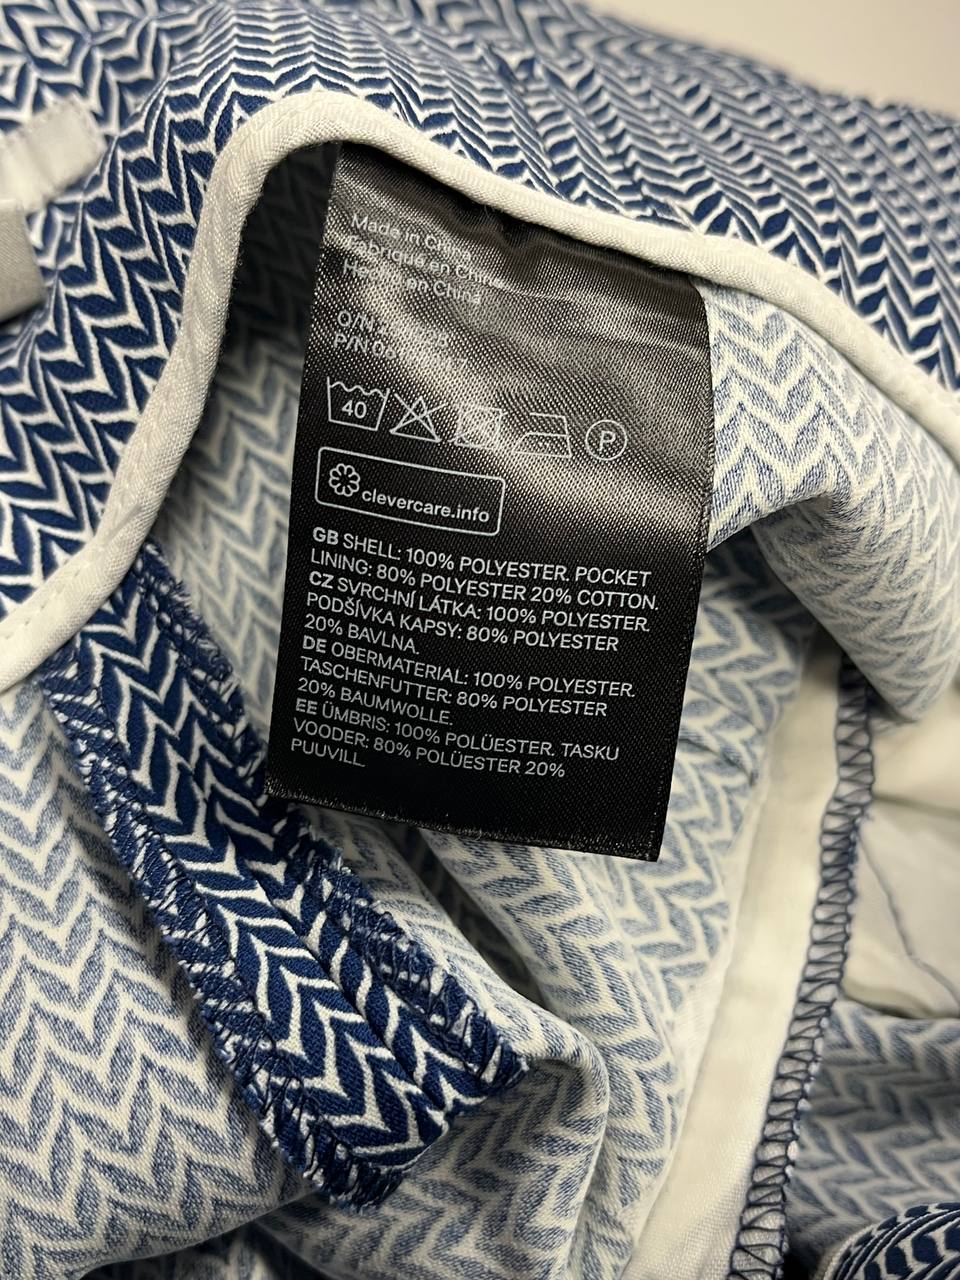 Made in China
Fabriqué en Chine
Hecho en China
O/N:
P/N:
40
P
clevercare.info
GB SHELL: 100% POLYESTER. POCKET
LINING: 80% POLYESTER 20% COTTON.
CZ SVRCHNÍ LÁTKA: 100% POLYESTER.
PODŠÍVKA KAPSY: 80% POLYESTER
20% BAVLNA.
DE OBERMATERIAL: 100% POLYESTER.
TASCHENFUTTER: 80% POLYESTER
20% BAUMWOLLE.
EE ÜMBRIS: 100% POLÜESTER. TASKU
VOODER: 80% POLÜESTER 20%
PUUVILL.